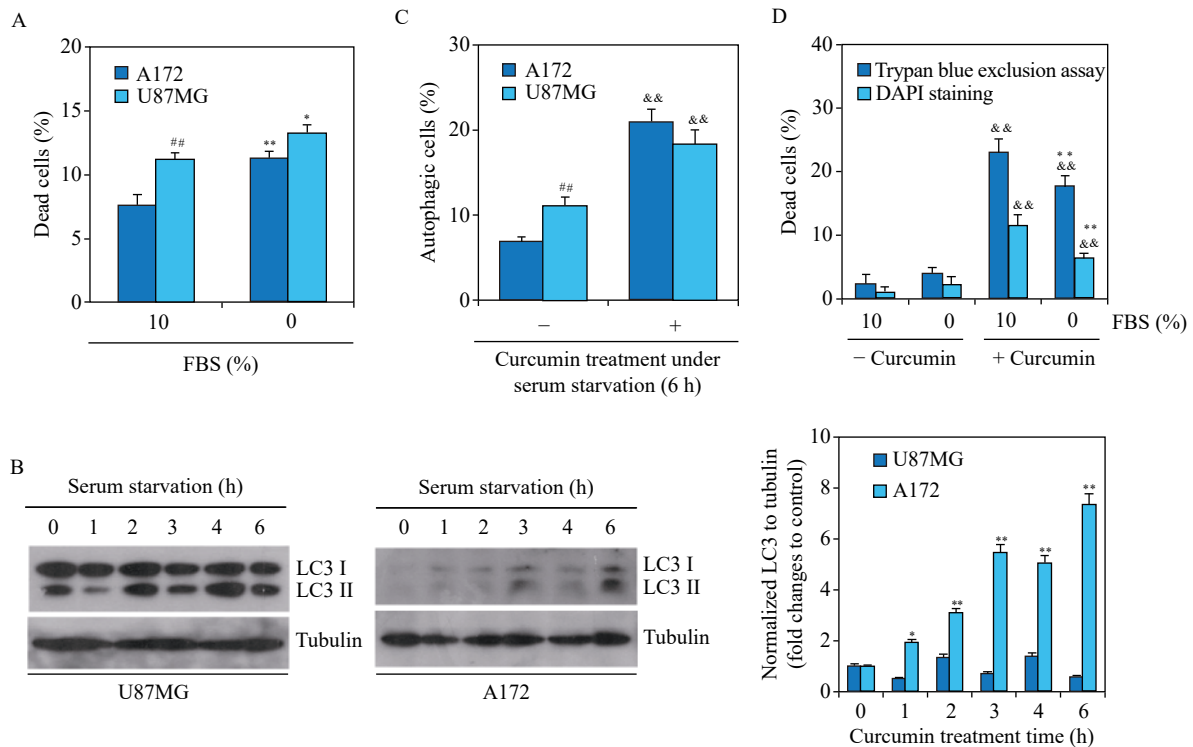 A
20
15
10
5
0
Dead cells (%)
A172
U87MG
##
**
*
10
0
FBS (%)
C
30
20
10
0
Autophagic cells (%)
A172
U87MG
##
&&
&&
−
+
Curcumin treatment under
serum starvation (6 h)
D
40
30
20
10
0
Dead cells (%)
Trypan blue exclusion assay
DAPI staining
&&
&&
**
&&
**
&&
10
0
10
0
FBS (%)
− Curcumin
+ Curcumin
B
Serum starvation (h)
0 1 2 3 4 6
LC3 I
LC3 II
Tubulin
U87MG
Serum starvation (h)
0 1 2 3 4 6
LC3 I
LC3 II
Tubulin
A172
10
8
6
4
2
0
Normalized LC3 to tubulin
(fold changes to control)
U87MG
A172
*
**
**
**
**
0 1 2 3 4 6
Curcumin treatment time (h)